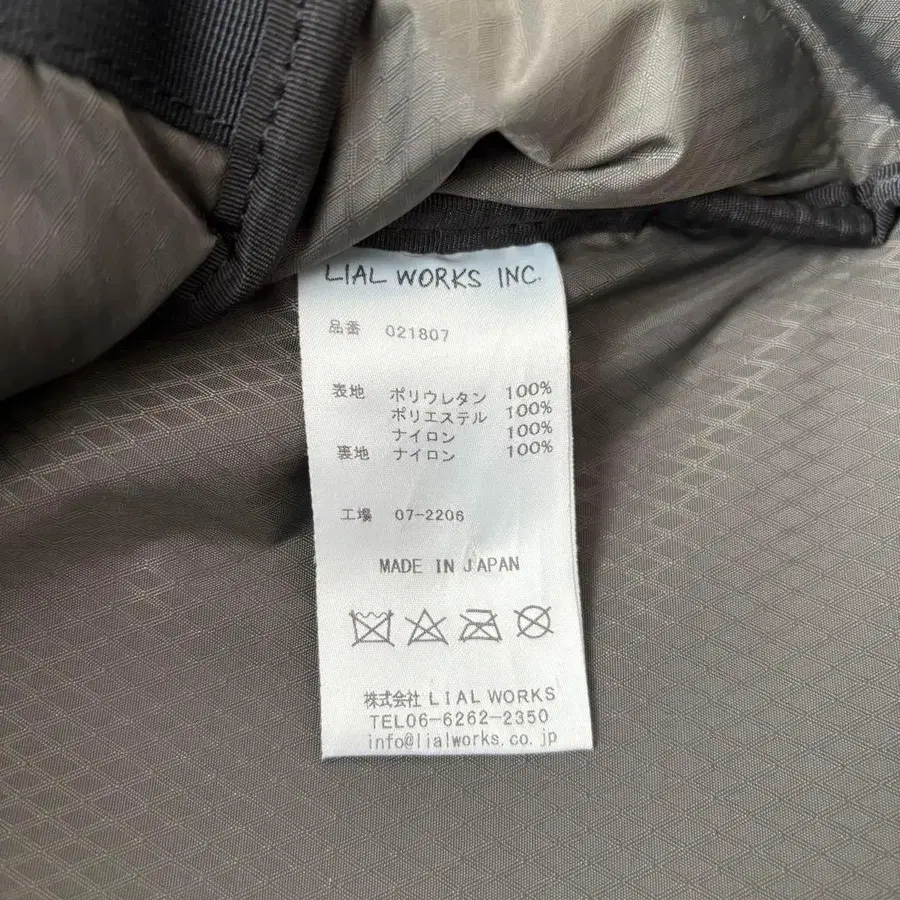 LIAL WORKS INC.
品番 021807
表地 ポリウレタン 100%
ポリエステル 100%
ナイロン 100%
裏地 ナイロン 100%
工場 07-2206
MADE IN JAPAN
株式会社 LIAL WORKS
TEL06-6262-2350
info@lialworks.co.jp